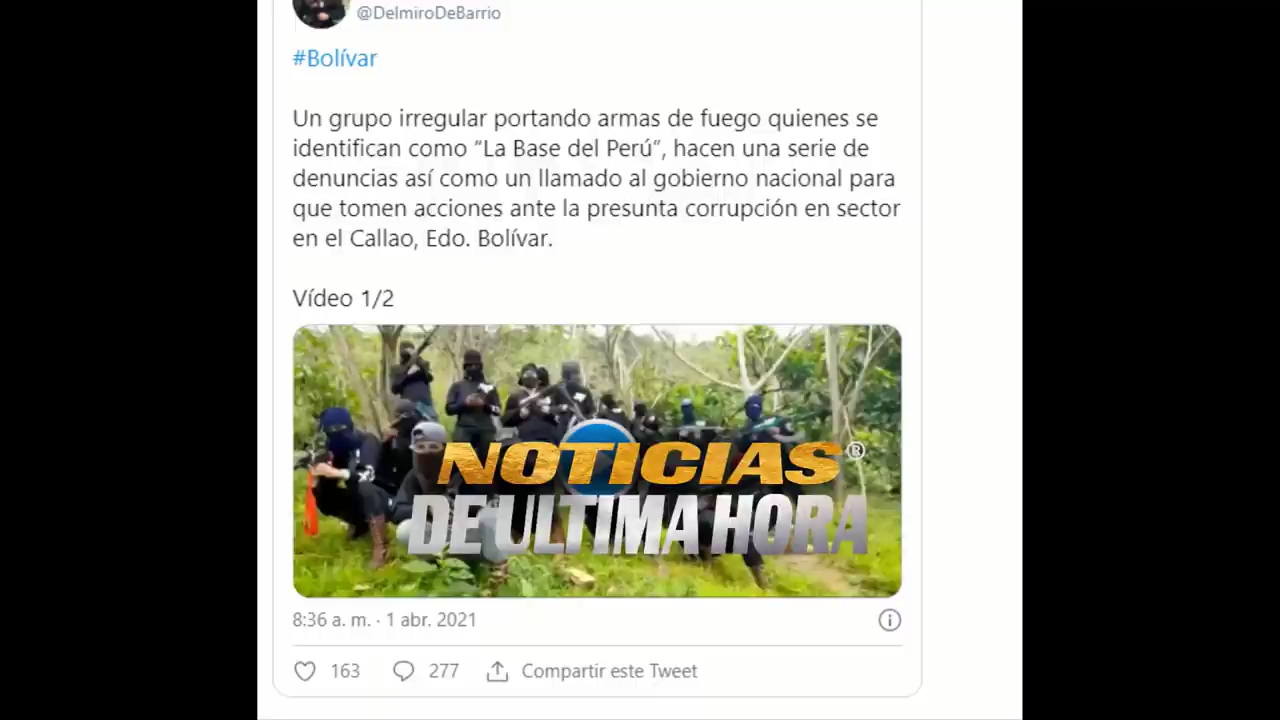 @DelmiroDeBarrio
#Bolívar
Un grupo irregular portando armas de fuego quienes se
identifican como “La Base del Perú”, hacen una serie de
denuncias así como un llamado al gobierno nacional para
que tomen acciones ante la presunta corrupción en sector
en el Callao, Edo. Bolívar.
Vídeo 1/2
NOTICIAS®
DE ULTIMA HORA
8:36 a. m. · 1 abr. 2021
163 277 Compartir este Tweet